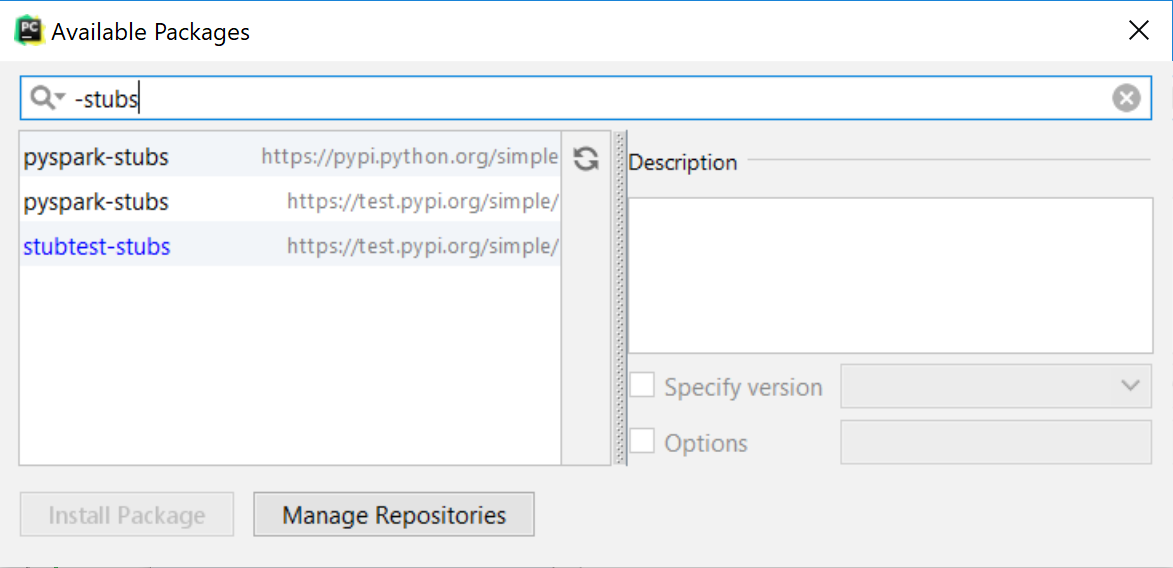 PC
Available Packages
-stubs
pyspark-stubs https://pypi.python.org/simple
pyspark-stubs https://test.pypi.org/simple/
stubtest-stubs https://test.pypi.org/simple/
Description
Specify version
Options
Install Package
Manage Repositories